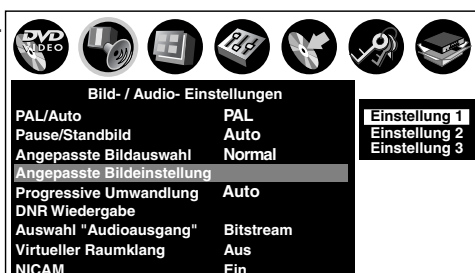 DVD
VIDEO
Bild- / Audio- Einstellungen
PAL/Auto PAL
Pause/Standbild Auto
Angepasste Bildauswahl Normal
Angepasste Bildeinstellung
Progressive Umwandlung Auto
DNR Wiedergabe
Auswahl "Audioausgang" Bitstream
Virtueller Raumklang Aus
NICAM Ein
Einstellung 1
Einstellung 2
Einstellung 3